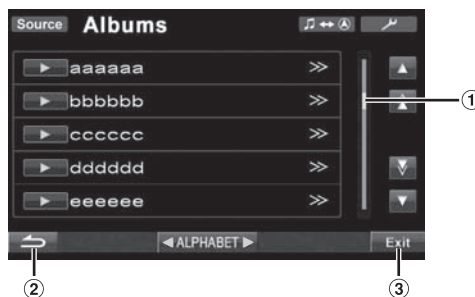 Source Albums
aaaaaa
bbbbbb
cccccc
dddddd
eeeeee
1
ALPHABET Exit
2 3